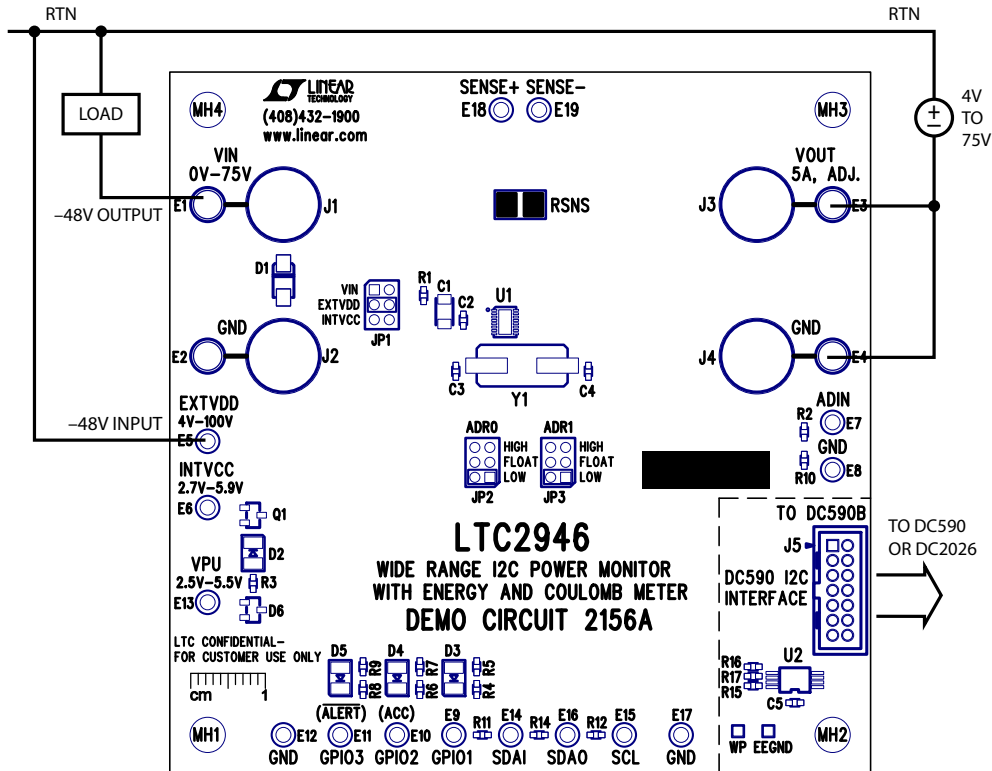 RTN
RTN
LOAD
–48V OUTPUT
–48V INPUT
4V
TO
75V
TO DC590
OR DC2026
MH4
LINEAR
TECHNOLOGY
(408)432-1900
www.linear.com
SENSE+ SENSE-
E18 E19
MH3
VIN
0V-75V
E1
J1
RSNS
J3
VOUT
5A, ADJ.
E3
D1
VIN
EXTVDD
INTVCC
JP1
R1
C1
C2
U1
GND
E2
J2
C3
Y1
C4
J4
GND
E4
EXTVDD
4V-100V
E5
INTVCC
2.7V-5.9V
E6
Q1
ADR0
HIGH
FLOAT
LOW
JP2
ADR1
HIGH
FLOAT
LOW
JP3
ADIN
R2
E7
GND
R10
E8
D2
VPU
2.5V-5.5V
R3
E13
D6
LTC2946
WIDE RANGE I2C POWER MONITOR
WITH ENERGY AND COULOMB METER
DEMO CIRCUIT 2156A
TO DC590B
J5
DC590 I2C
INTERFACE
LTC CONFIDENTIAL-
FOR CUSTOMER USE ONLY
cm 1
D5
R9
R8
D4
R7
R6
D3
R5
R4
U2
R16
R17
R15
C5
MH1
E12
GND
(ALERT)
E11
GPIO3
(ACC)
E10
GPIO2
E9
GPIO1
R11
E14
SDAI
R14
E16
SDAO
R12
E15
SCL
E17
GND
WP EEGND
MH2